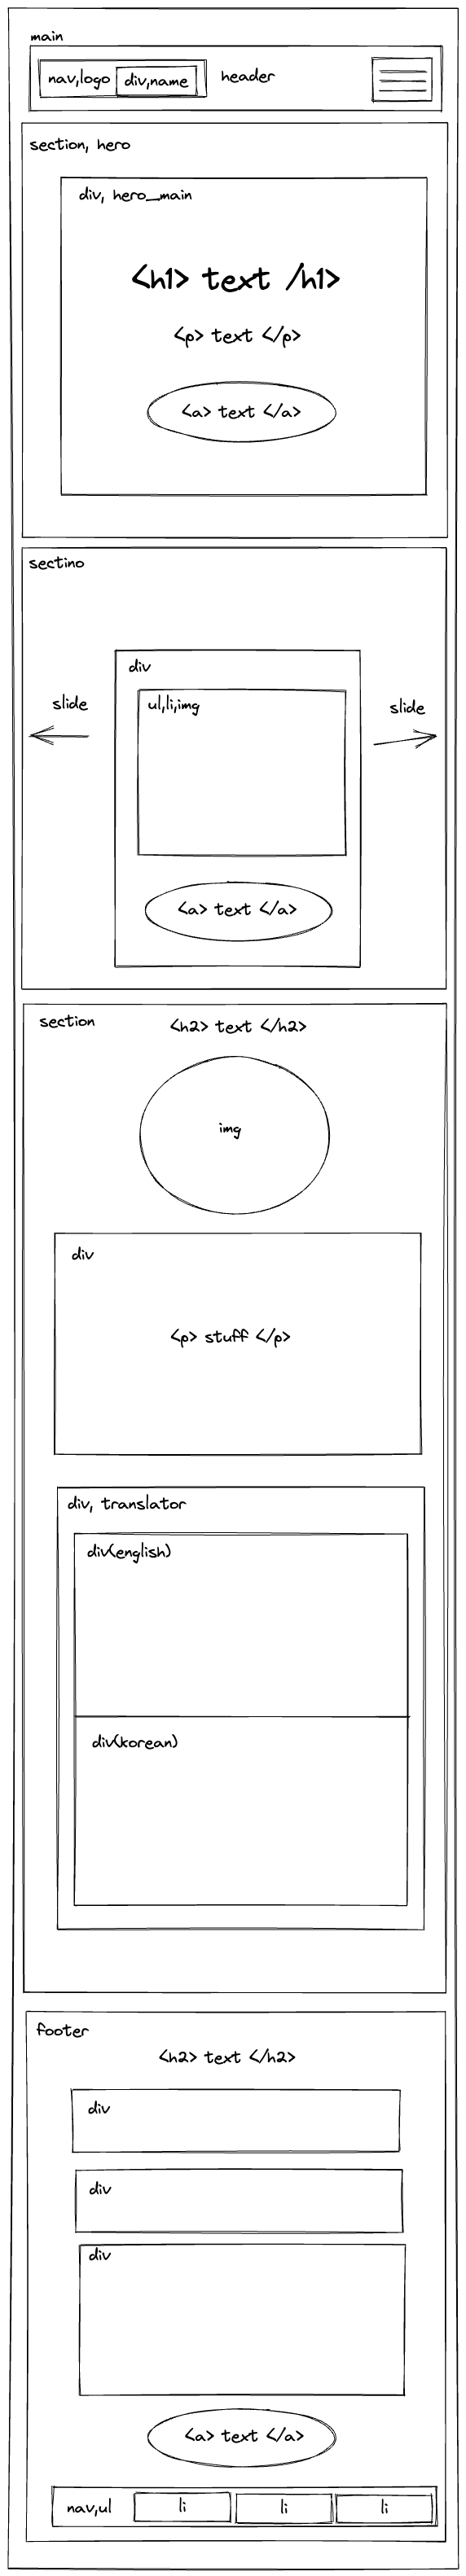 main
nav,logo
div,name
header
section, hero
div, hero_main
<h1> text /h1>
<p> text </p>
<a> text </a>
sectino
div
ul,li,img
slide
slide
<a> text </a>
section
<h2> text </h2>
img
div
<p> stuff </p>
div, translator
div(english)
div(korean)
footer
<h2> text </h2>
div
div
div
<a> text </a>
nav,ul
li
li
li